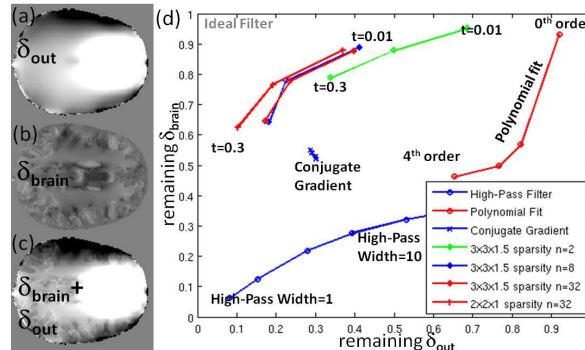 (a)
δout
(b)
δbrain
(c)
δbrain+
δout
(d)
Ideal Filter
t=0.01
t=0.01
0th order
t=0.3
t=0.3
Polynomial fit
4th order
Conjugate
Gradient
High-Pass
Width=10
High-Pass Width=1
High-Pass Filter
Polynomial Fit
Conjugate Gradient
3x3x1.5 sparsity n=2
3x3x1.5 sparsity n=8
3x3x1.5 sparsity n=32
2x2x1 sparsity n=32
remaining δbrain
1
0.9
0.8
0.7
0.6
0.5
0.4
0.3
0.2
0.1
0
0 0.1 0.2 0.3 0.4 0.5 0.6 0.7 0.8 0.9 1
remaining δout